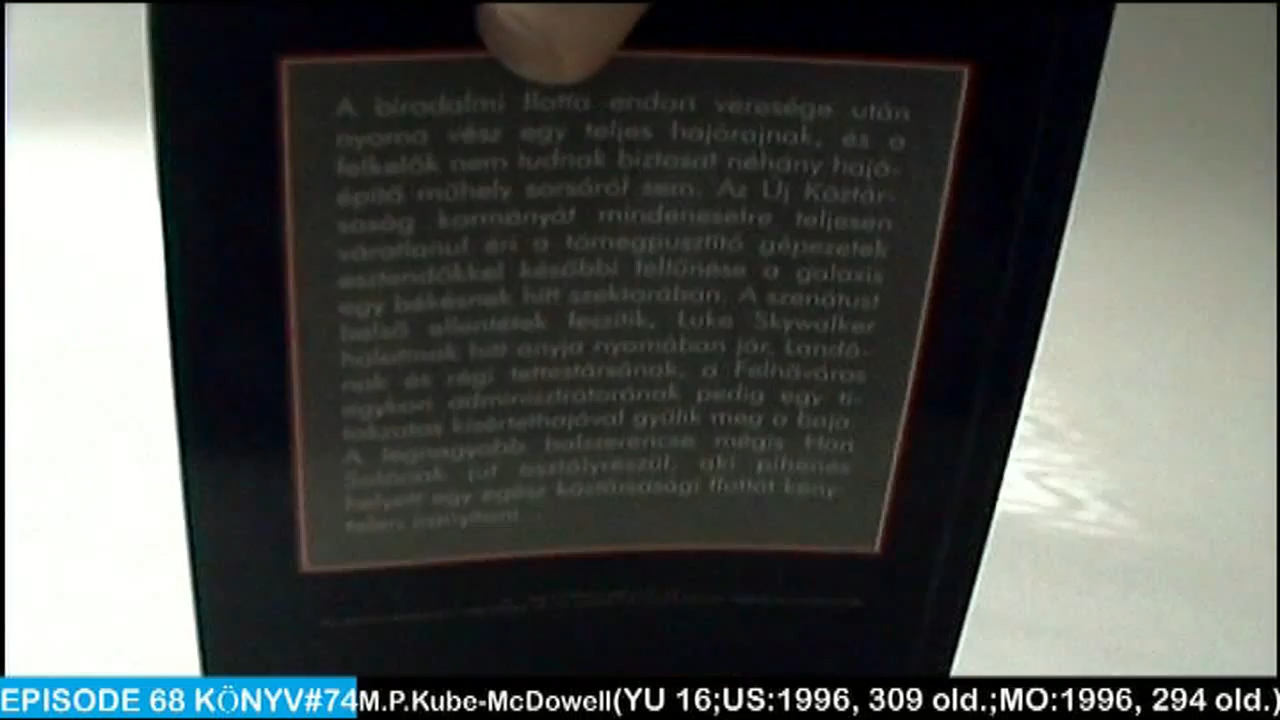 A birodalmi flotta endori veresége után
nyoma vész egy teljes hajórajnak, és a
felkelők nem tudnak biztosat néhány hajó-
építő műhely sorsáról sem. Az Új Köztár-
saság kormányát mindenesetre teljesen
váratlanul éri a tömegpusztító gépezetek
esztendőkkel későbbi feltűnése a galaxis
egy békésnek hitt szektorában. A szenátust
belső ellentétek feszítik, Luke Skywalker
halottnak hitt anyja nyomában jár, Landó-
nak és régi harcostársának, a Felhőváros
egykori adminisztrátorának pedig egy ti-
tokzatos kísértethajóval gyűlik meg a baja.
A legnagyobb balszerencse mégis Han
jut osztályrészül, aki pihenés
helyett egy egész köztársasági flottát kény-
telen
EPISODE 68 KÖNYV#74 M.P.Kube-McDowell(YU 16;US:1996, 309 old.;MO:1996, 294 old.)